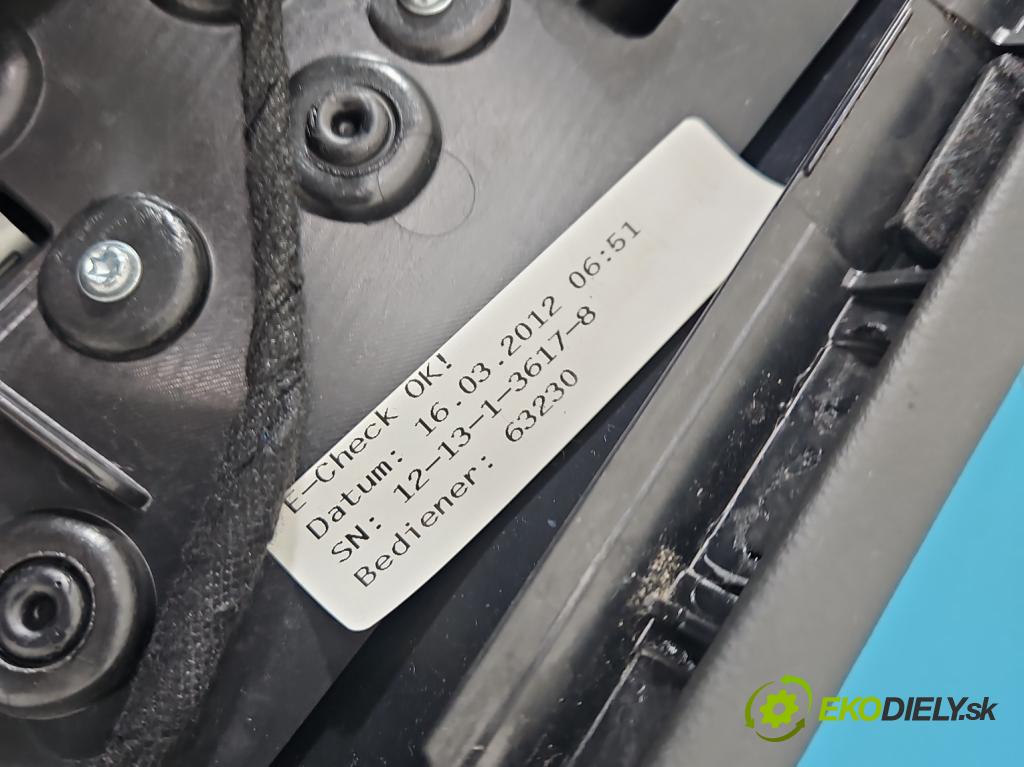 E-Check OK!
Datum: 16.03.2012 06:51
SN: 12-13-1-3617-8
Bediener: 63230
EKODIELY.sk